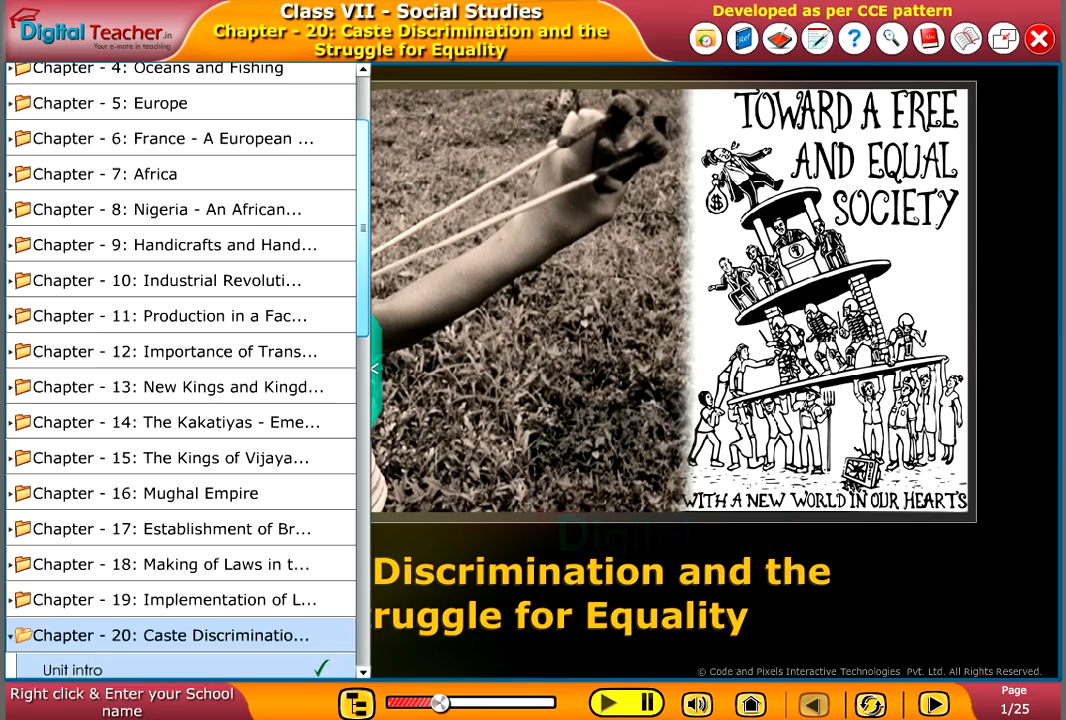 Digital Teacher.in
Your e-mate in teaching
Class VII - Social Studies
Chapter - 20: Caste Discrimination and the
Struggle for Equality
Developed as per CCE pattern
Ref
?
Abc
Chapter - 4: Oceans and Fishing
Chapter - 5: Europe
Chapter - 6: France - A European ...
Chapter - 7: Africa
Chapter - 8: Nigeria - An African...
Chapter - 9: Handicrafts and Hand...
Chapter - 10: Industrial Revoluti...
Chapter - 11: Production in a Fac...
Chapter - 12: Importance of Trans...
Chapter - 13: New Kings and Kingd...
Chapter - 14: The Kakatiyas - Eme...
Chapter - 15: The Kings of Vijaya...
Chapter - 16: Mughal Empire
Chapter - 17: Establishment of Br...
Chapter - 18: Making of Laws in t...
Chapter - 19: Implementation of L...
Chapter - 20: Caste Discriminatio...
Unit intro
TOWARD A FREE
AND EQUAL
SOCIETY
$
WITH A NEW WORLD IN OUR HEARTS
Digital
Discrimination and the
truggle for Equality
© Code and Pixels Interactive Technologies Pvt. Ltd. All Rights Reserved.
Right click & Enter your School
name
Page
1/25